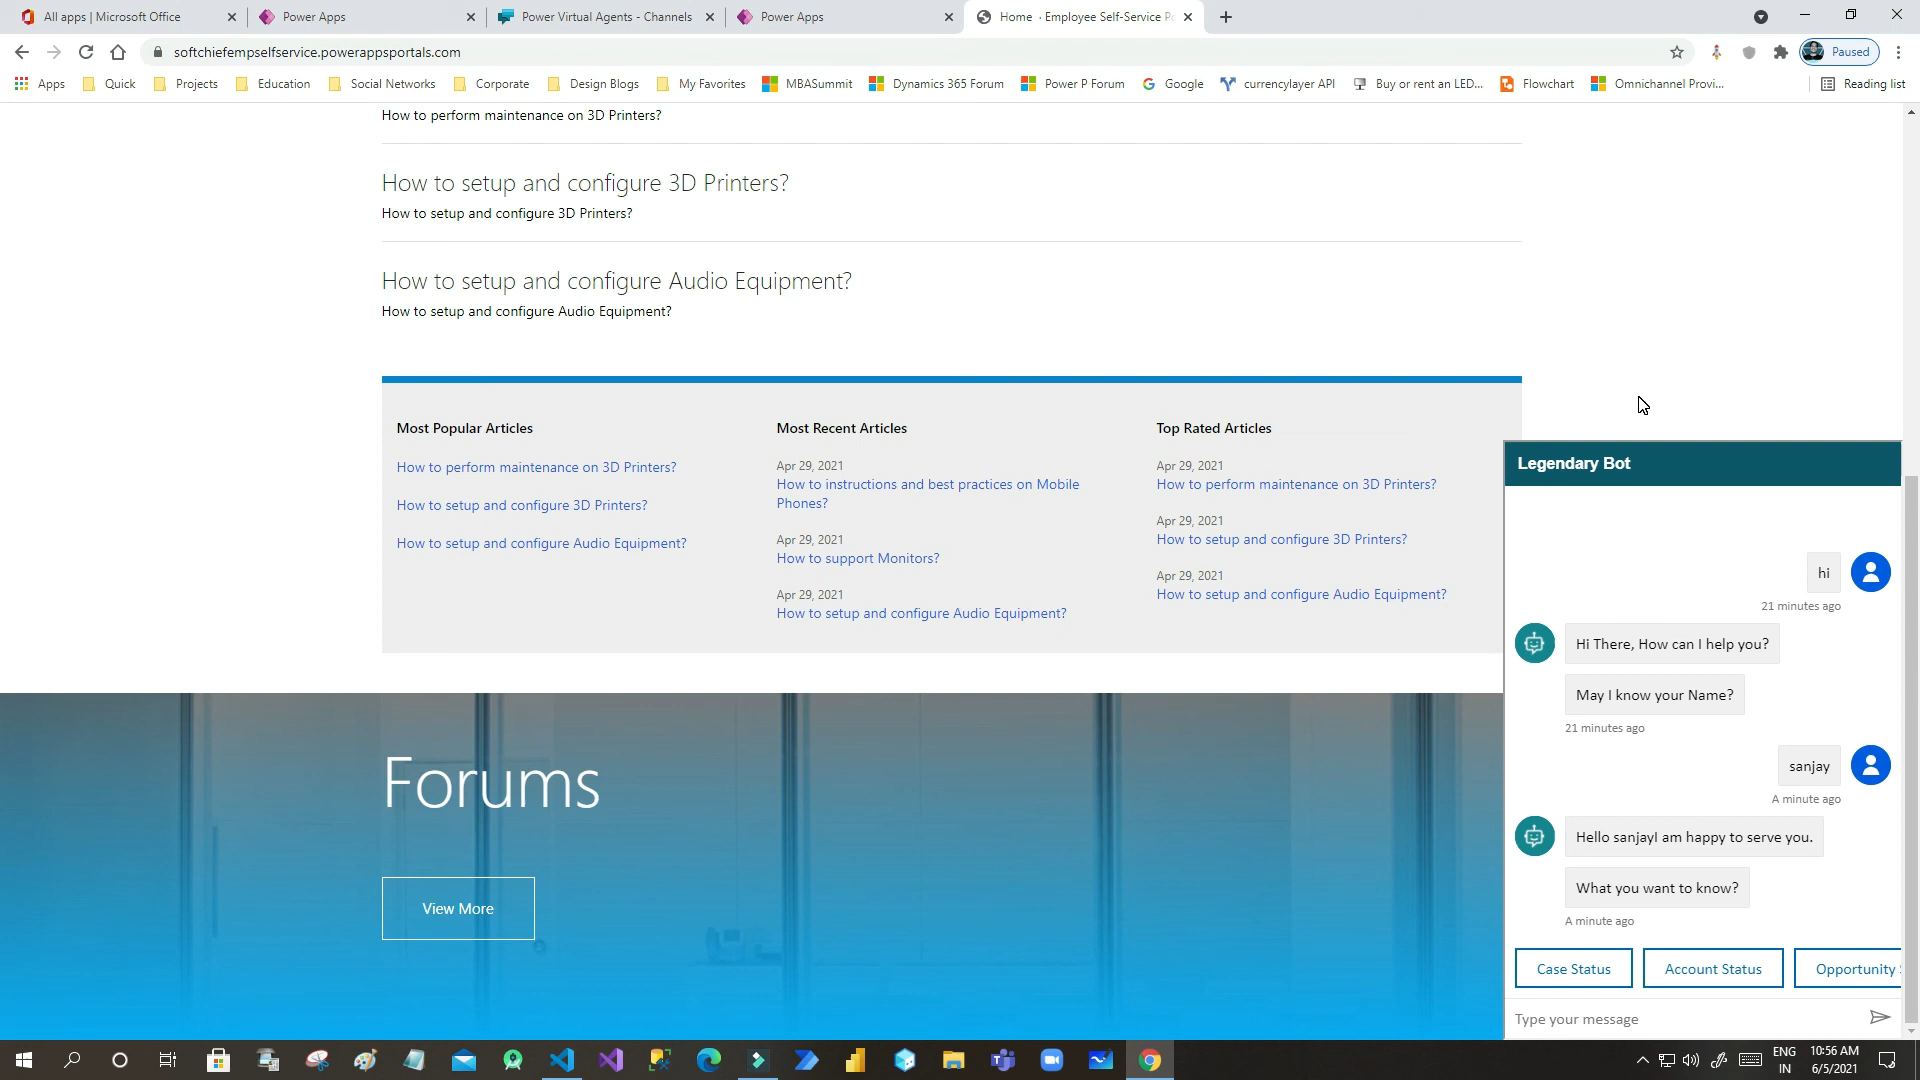 All apps | Microsoft Office
Power Apps
Power Virtual Agents - Channels
Power Apps
Home · Employee Self-Service P
softchiefempselfservice.powerappsportals.com
Paused
Apps
Quick
Projects
Education
Social Networks
Corporate
Design Blogs
My Favorites
MBASummit
Dynamics 365 Forum
Power P Forum
Google
currencylayer API
Buy or rent an LED...
Flowchart
Omnichannel Provi...
Reading list
How to perform maintenance on 3D Printers?
How to setup and configure 3D Printers?
How to setup and configure 3D Printers?
How to setup and configure Audio Equipment?
How to setup and configure Audio Equipment?
Most Popular Articles
How to perform maintenance on 3D Printers?
How to setup and configure 3D Printers?
How to setup and configure Audio Equipment?
Most Recent Articles
Apr 29, 2021
How to instructions and best practices on Mobile
Phones?
Apr 29, 2021
How to support Monitors?
Apr 29, 2021
How to setup and configure Audio Equipment?
Top Rated Articles
Apr 29, 2021
How to perform maintenance on 3D Printers?
Apr 29, 2021
How to setup and configure 3D Printers?
Apr 29, 2021
How to setup and configure Audio Equipment?
Forums
View More
Legendary Bot
hi
21 minutes ago
Hi There, How can I help you?
May I know your Name?
21 minutes ago
sanjay
A minute ago
Hello sanjayI am happy to serve you.
What you want to know?
A minute ago
Case Status
Account Status
Opportunity
Type your message
ENG
IN
10:56 AM
6/5/2021